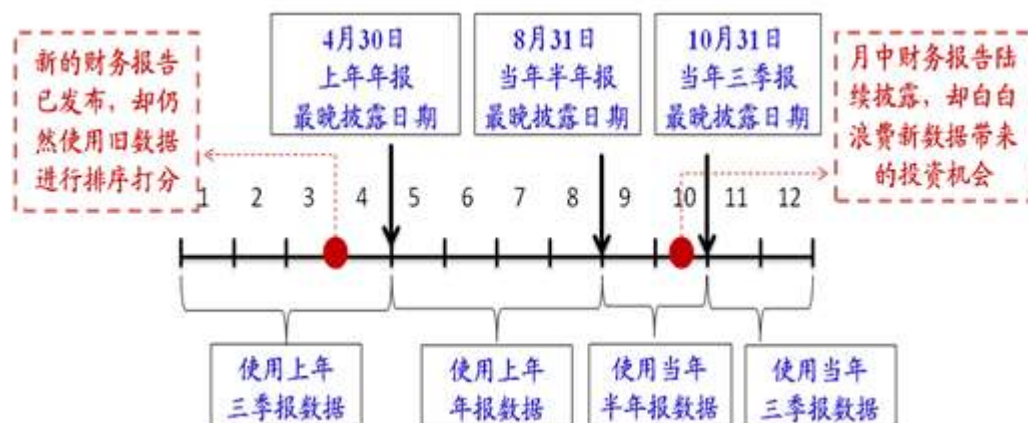 新的财务报告
已发布，却仍
然使用旧数据
进行排序打分
4月30日
上年年报
最晚披露日期
8月31日
当年半年报
最晚披露日期
10月31日
当年三季报
最晚披露日期
月中财务报告陆
续披露，却白白
浪费新数据带来
的投资机会
1 2 3 4 5 6 7 8 9 10 11 12
使用上年
三季报数据
使用上年
年报数据
使用当年
半年报数据
使用当年
三季报数据